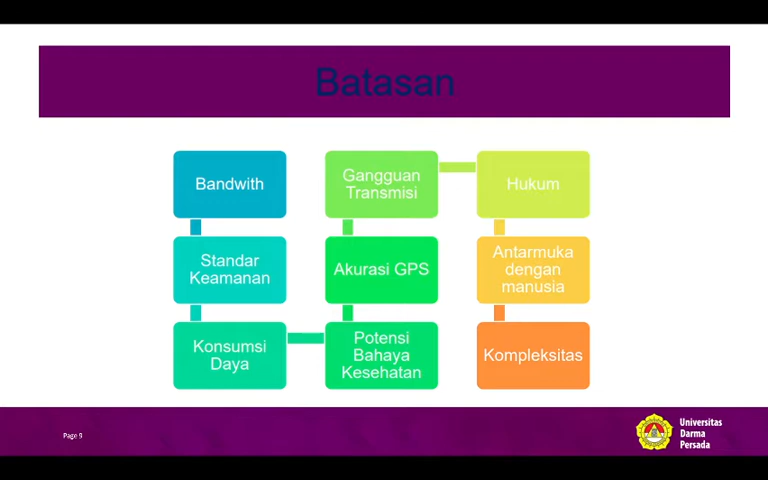 Batasan
Bandwith
Standar
Keamanan
Konsumsi
Daya
Potensi
Bahaya
Kesehatan
Akurasi GPS
Gangguan
Transmisi
Hukum
Antarmuka
dengan
manusia
Kompleksitas
Page 9
Universitas
Darma
Persada